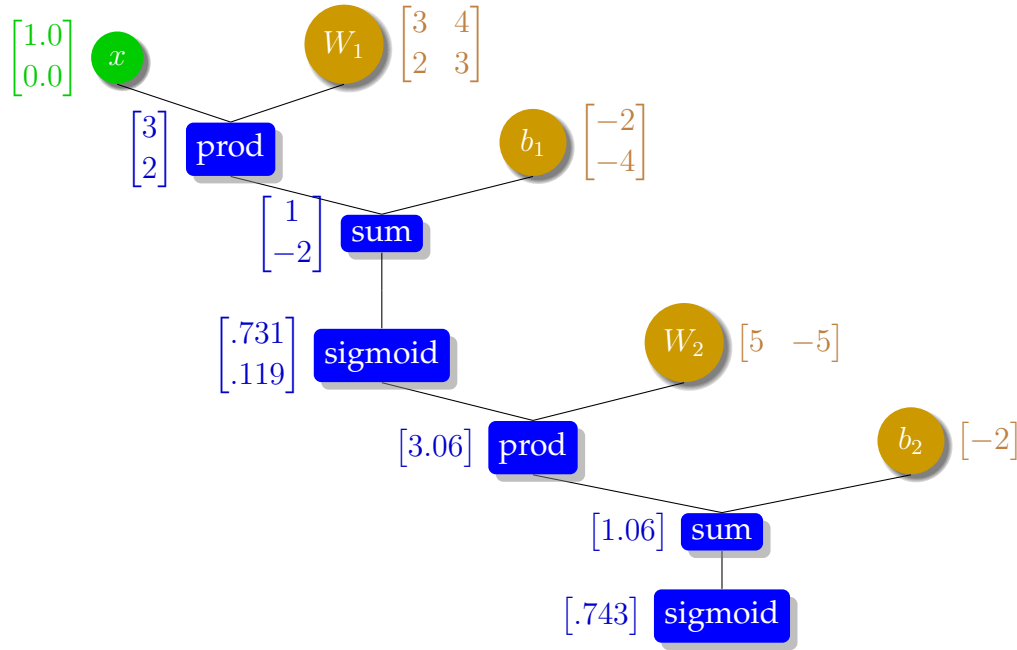 [1.0 0.0] x W₁ [3 4 2 3]
[3 2] prod b₁ [−2 −4]
[1 −2] sum
[.731 .119] sigmoid W₂ [5 −5]
[3.06] prod b₂ [−2]
[1.06] sum
[.743] sigmoid